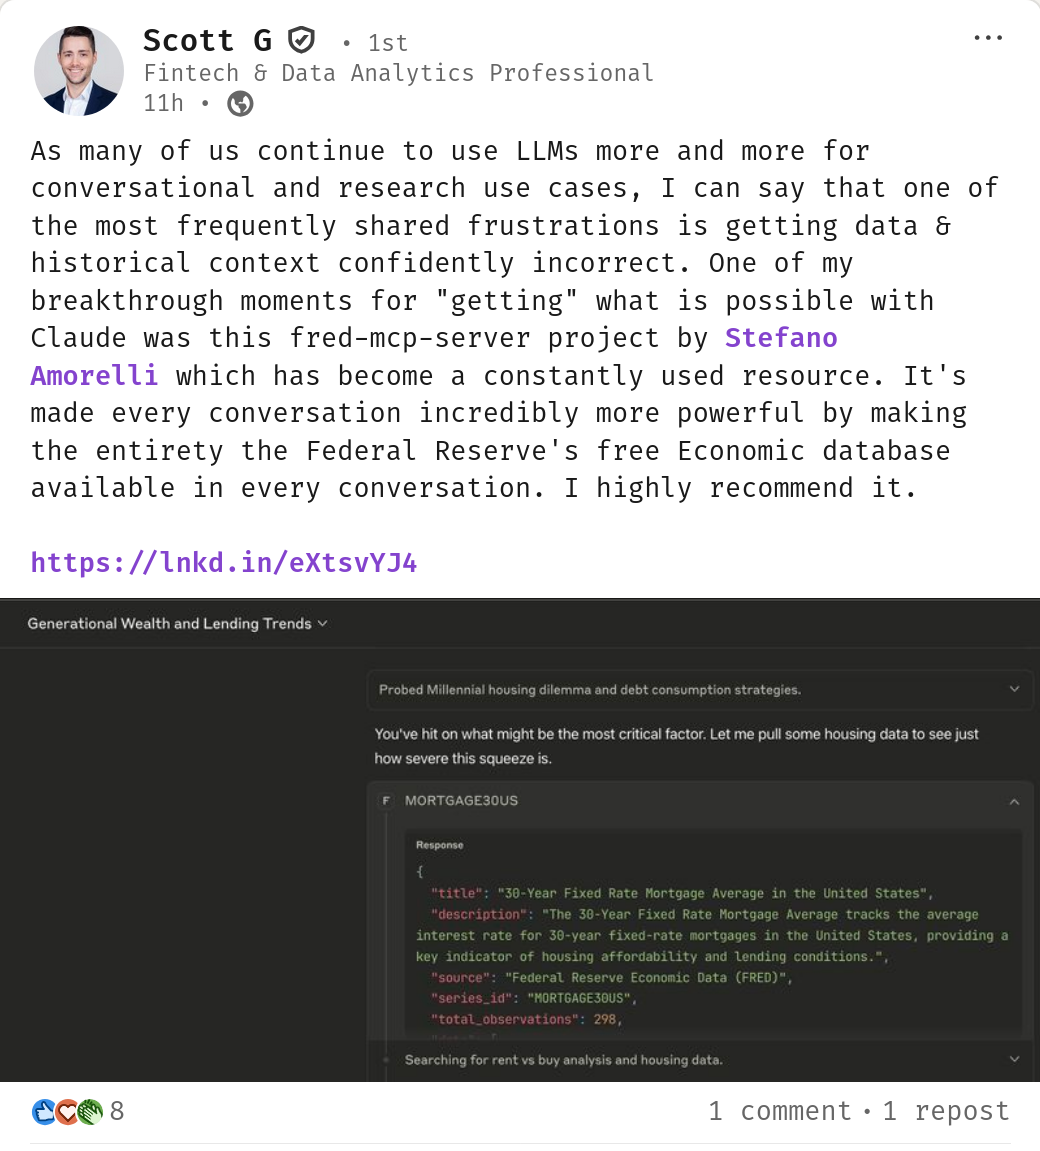 Scott G • 1st
Fintech & Data Analytics Professional
11h •
As many of us continue to use LLMs more and more for
conversational and research use cases, I can say that one of
the most frequently shared frustrations is getting data &
historical context confidently incorrect. One of my
breakthrough moments for "getting" what is possible with
Claude was this fred-mcp-server project by Stefano
Amorelli which has become a constantly used resource. It's
made every conversation incredibly more powerful by making
the entirety the Federal Reserve's free Economic database
available in every conversation. I highly recommend it.
https://lnkd.in/eXtsvYJ4
Generational Wealth and Lending Trends
Probed Millennial housing dilemma and debt consumption strategies.
You've hit on what might be the most critical factor. Let me pull some housing data to see just
how severe this squeeze is.
F MORTGAGE30US
Response
{
"title": "30-Year Fixed Rate Mortgage Average in the United States",
"description": "The 30-Year Fixed Rate Mortgage Average tracks the average
interest rate for 30-year fixed-rate mortgages in the United States, providing a
key indicator of housing affordability and lending conditions.",
"source": "Federal Reserve Economic Data (FRED)",
"series_id": "MORTGAGE30US",
"total_observations": 298,
Searching for rent vs buy analysis and housing data.
8
1 comment • 1 repost